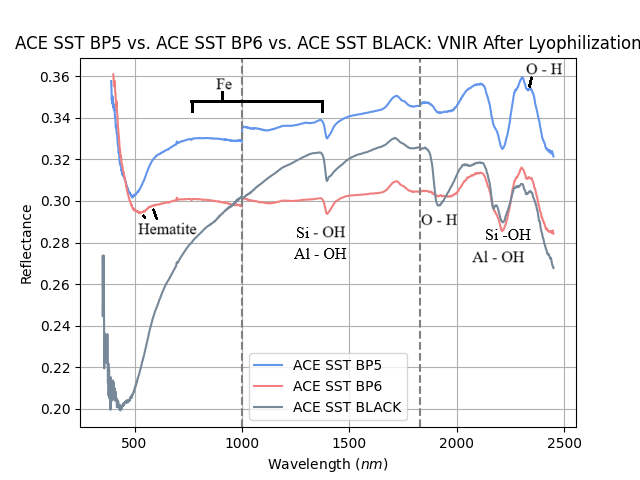 ACE SST BP5 vs. ACE SST BP6 vs. ACE SST BLACK: VNIR After Lyophilization
O - H
Fe
0.36
0.34
0.32
0.30
0.28
0.26
0.24
0.22
0.20
Reflectance
Hematite
Si - OH
Al - OH
O - H
Si -OH
Al - OH
ACE SST BP5
ACE SST BP6
ACE SST BLACK
500
1000
1500
2000
2500
Wavelength (nm)